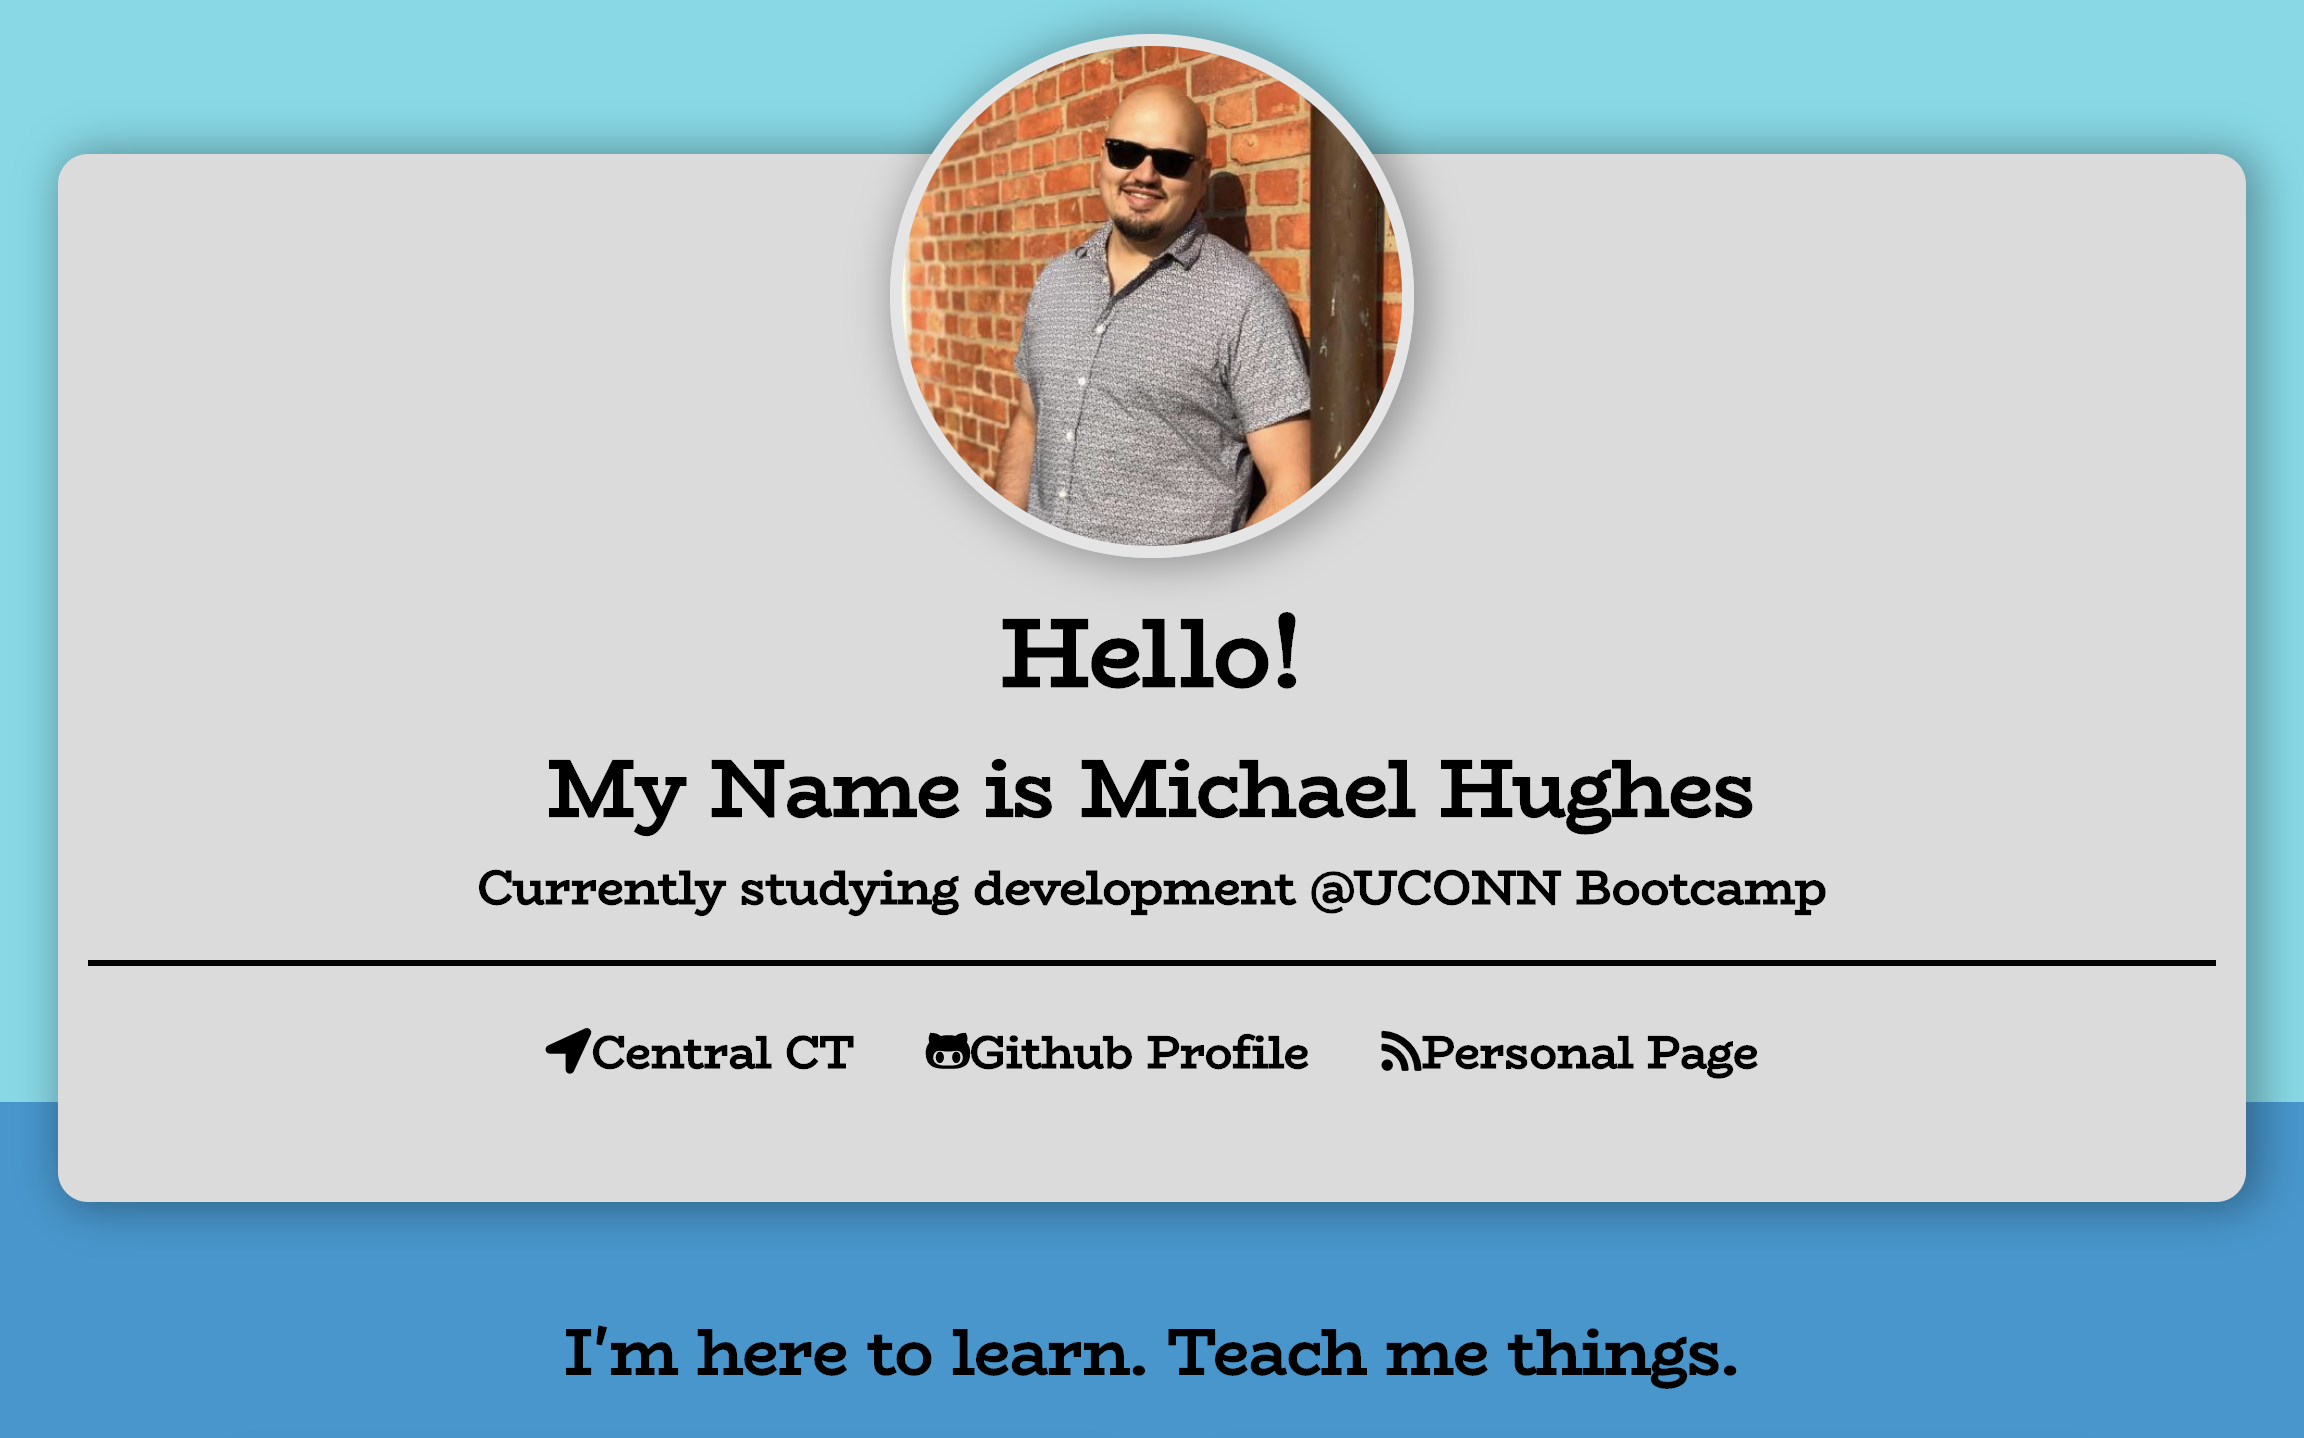 Hello!
My Name is Michael Hughes
Currently studying development @UCONN Bootcamp
Central CT Github Profile Personal Page
I'm here to learn. Teach me things.